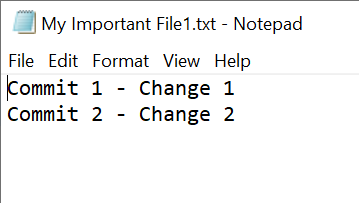 My Important File1.txt - Notepad
File Edit Format View Help
Commit 1 - Change 1
Commit 2 - Change 2